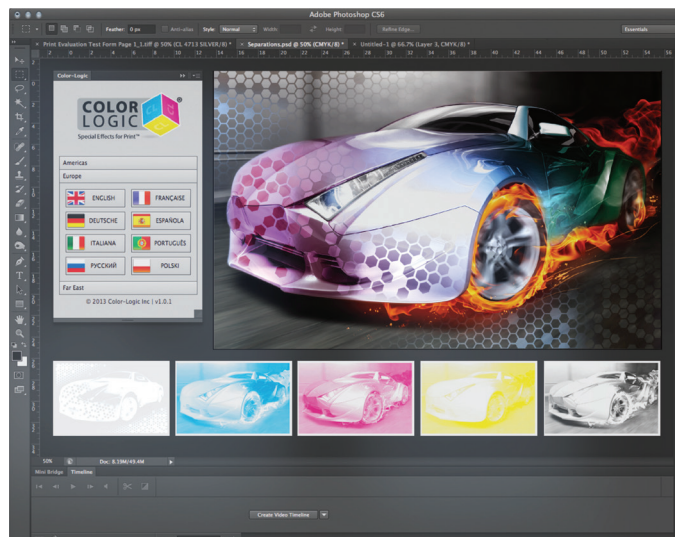 Adobe Photoshop CS6
Feather: 0 px
Anti-alias
Style: Normal
Width:
Height:
Refine Edge...
Essentials
× Print Evaluation Test Form Page 1_1.tiff @ 50% (CL 4713 SILVER/8) *
× Separations.psd @ 50% (CMYK/8) *
× Untitled-1 @ 66.7% (Layer 3, CMYK/8) *
Color-Logic
COLOR
LOGIC
Special Effects for Print™
Americas
Europe
ENGLISH
FRANÇAISE
DEUTSCHE
ESPAÑOLA
ITALIANA
PORTUGUÊS
РУССКИЙ
POLSKI
Far East
© 2013 Color-Logic Inc | v1.0.1
50%
Doc: 8.19M/49.4M
Mini Bridge
Timeline
Create Video Timeline